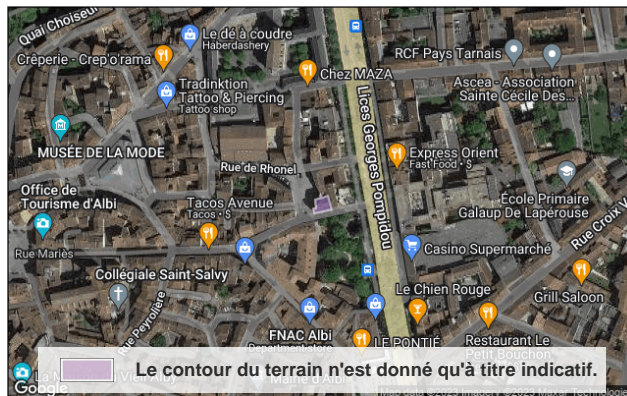 Quai Choiseul
Le dé à coudre
Haberdashery
Crêperie - Crep'o'rama
RCF Pays Tarnais
Chez MAZA
Tradinktion
Tattoo & Piercing
Tattoo shop
Ascea - Association
Sainte Cécile Des...
Lices Georges Pompidou
MUSÉE DE LA MODE
Rue de Rhonel
Express Orient
Fast Food • $
École Primaire
Galaup De Lapérouse
Office de
Tourisme d'Albi
Tacos Avenue
Tacos • $
Rue Croix V
Rue Mariès
Casino Supermarché
Collégiale Saint-Salvy
Rue Peyrolière
Le Chien Rouge
Grill Saloon
FNAC Albi
Department store
LE PONTIÉ
Restaurant Le
Petit Bouchon
Le contour du terrain n'est donné qu'à titre indicatif.
Google